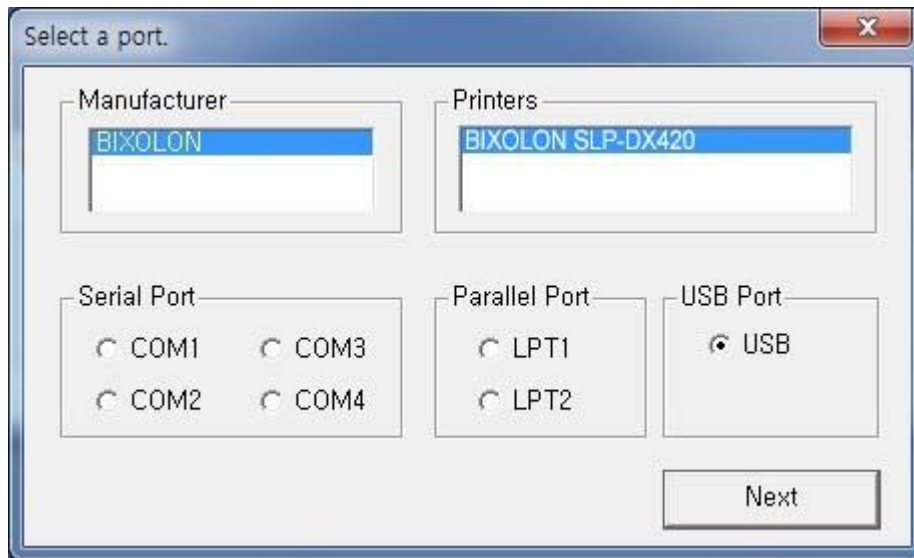 Select a port.
Manufacturer
BIXOLON
Printers
BIXOLON SLP-DX420
Serial Port
COM1 COM3
COM2 COM4
Parallel Port
LPT1
LPT2
USB Port
USB
Next